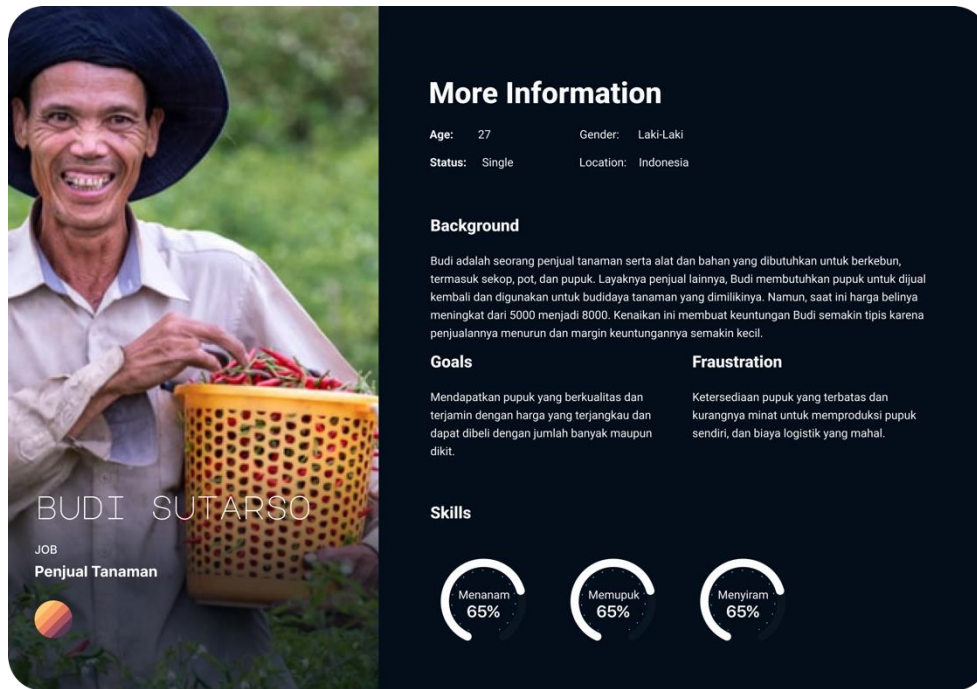 BUDI SUTARSO
JOB
Penjual Tanaman
More Information
Age: 27 Gender: Laki-Laki
Status: Single Location: Indonesia
Background
Budi adalah seorang penjual tanaman serta alat dan bahan yang dibutuhkan untuk berkebun,
termasuk sekop, pot, dan pupuk. Layaknya penjual lainnya, Budi membutuhkan pupuk untuk dijual
kembali dan digunakan untuk budidaya tanaman yang dimilikinya. Namun, saat ini harga belinya
meningkat dari 5000 menjadi 8000. Kenaikan ini membuat keuntungan Budi semakin tipis karena
penjualannya menurun dan margin keuntungannya semakin kecil.
Goals
Mendapatkan pupuk yang berkualitas dan
terjamin dengan harga yang terjangkau dan
dapat dibeli dengan jumlah banyak maupun
dikit.
Fraustration
Ketersediaan pupuk yang terbatas dan
kurangnya minat untuk memproduksi pupuk
sendiri, dan biaya logistik yang mahal.
Skills
Menanam
65%
Memupuk
65%
Menyiram
65%